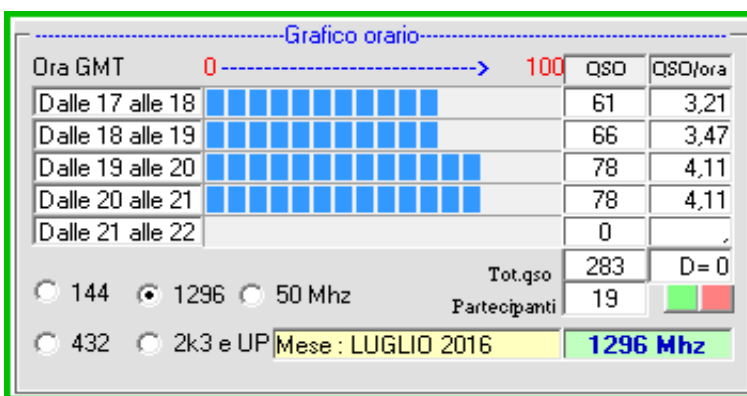 Grafico orario
Ora GMT 0 -----------------------------> 100 QSO QSO/ora
Dalle 17 alle 18 61 3,21
Dalle 18 alle 19 66 3,47
Dalle 19 alle 20 78 4,11
Dalle 20 alle 21 78 4,11
Dalle 21 alle 22 0 ,
Tot.qso 283 D= 0
144 1296 50 Mhz Partecipanti 19
432 2k3 e UP Mese : LUGLIO 2016 1296 Mhz